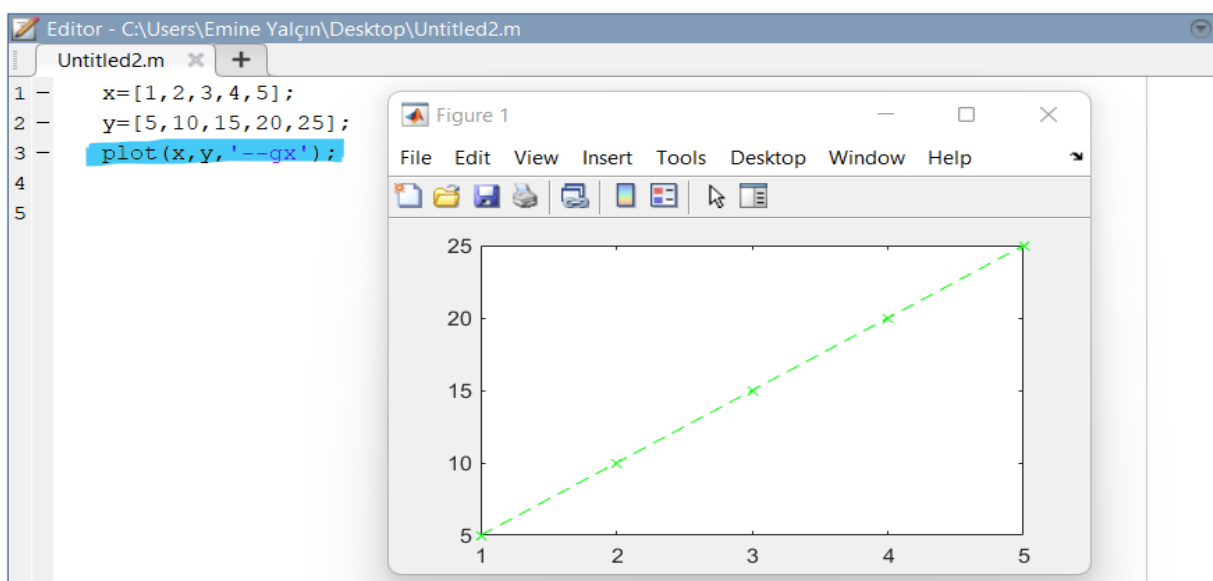 Editor - C:\Users\Emine Yalçın\Desktop\Untitled2.m
Untitled2.m
1 - x=[1,2,3,4,5];
2 - y=[5,10,15,20,25];
3 - plot(x,y,'--gx');
4
5
Figure 1
File Edit View Insert Tools Desktop Window Help
25
20
15
10
5
1 2 3 4 5